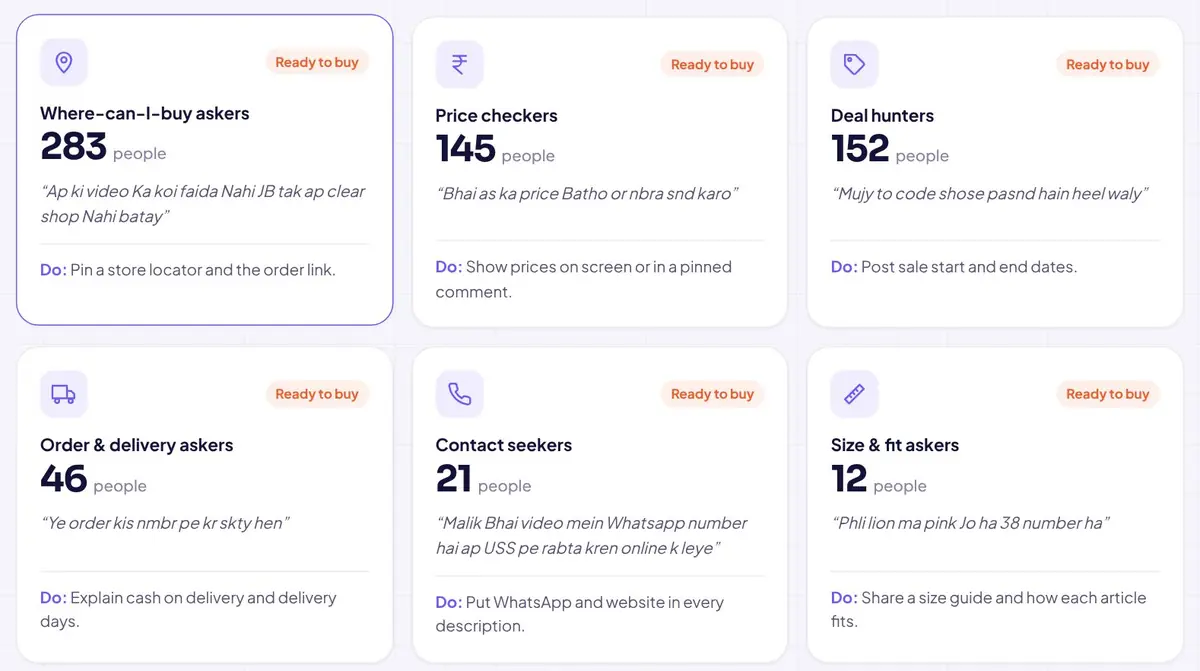 Ready to buy
Where-can-I-buy askers
283 people
“Ap ki video Ka koi faida Nahi JB tak ap clear
shop Nahi batay”
Do: Pin a store locator and the order link.
₹
Ready to buy
Price checkers
145 people
“Bhai as ka price Batho or nbra snd karo”
Do: Show prices on screen or in a pinned
comment.
Ready to buy
Deal hunters
152 people
“Mujy to code shose pasnd hain heel waly”
Do: Post sale start and end dates.
Ready to buy
Order & delivery askers
46 people
“Ye order kis nmbr pe kr skty hen”
Do: Explain cash on delivery and delivery
days.
Ready to buy
Contact seekers
21 people
“Malik Bhai video mein Whatsapp number
hai ap USS pe rabta kren online k leye”
Do: Put WhatsApp and website in every
description.
Ready to buy
Size & fit askers
12 people
“Phli lion ma pink Jo ha 38 number ha”
Do: Share a size guide and how each article
fits.